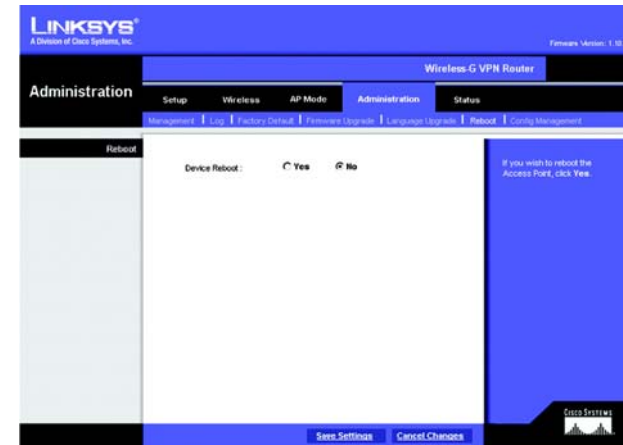 LINKSYS®
A Division of Cisco Systems, Inc.
Firmware Version: 1.10
Wireless-G VPN Router
Administration
Setup Wireless AP Mode Administration Status
Management | Log | Factory Default | Firmware Upgrade | Language Upgrade | Reboot | Config Management
Reboot
Device Reboot : Yes No
If you wish to reboot the
Access Point, click Yes.
Save Settings Cancel Changes
CISCO SYSTEMS